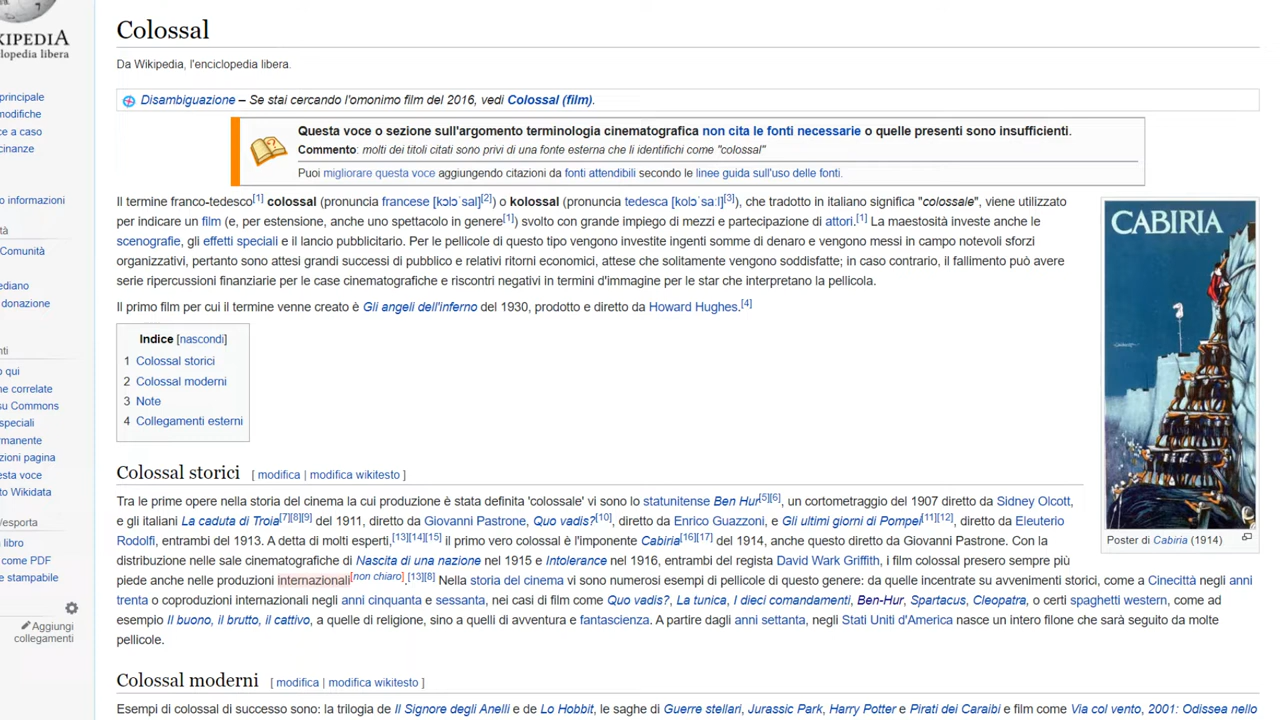 Colossal
KIPEDIA
clopedia libera
Da Wikipedia, l'enciclopedia libera.
principale
modifiche
ce a caso
cinanze
o informazioni
tà
Comunità
ediano
donazione
nti
o qui
ne correlate
su Commons
speciali
rmanente
zioni pagina
sta voce
to Wikidata
/esporta
libro
come PDF
e stampabile
Aggiungi
collegamenti
Disambiguazione – Se stai cercando l'omonimo film del 2016, vedi Colossal (film).
Questa voce o sezione sull'argomento terminologia cinematografica non cita le fonti necessarie o quelle presenti sono insufficienti.
Commento: molti dei titoli citati sono privi di una fonte esterna che li identifichi come "colossal"
Puoi migliorare questa voce aggiungendo citazioni da fonti attendibili secondo le linee guida sull'uso delle fonti.
Il termine franco-tedesco[1] colossal (pronuncia francese [kɔlɔˈsal][2]) o kolossal (pronuncia tedesca [kolɔˈsaːl][3]), che tradotto in italiano significa "colossale", viene utilizzato
per indicare un film (e, per estensione, anche uno spettacolo in genere[1]) svolto con grande impiego di mezzi e partecipazione di attori.[1] La maestosità investe anche le
scenografie, gli effetti speciali e il lancio pubblicitario. Per le pellicole di questo tipo vengono investite ingenti somme di denaro e vengono messi in campo notevoli sforzi
organizzativi, pertanto sono attesi grandi successi di pubblico e relativi ritorni economici, attese che solitamente vengono soddisfatte; in caso contrario, il fallimento può avere
serie ripercussioni finanziarie per le case cinematografiche e riscontri negativi in termini d'immagine per le star che interpretano la pellicola.
Il primo film per cui il termine venne creato è Gli angeli dell'inferno del 1930, prodotto e diretto da Howard Hughes.[4]
CABIRIA
Poster di Cabiria (1914)
Indice [nascondi]
1 Colossal storici
2 Colossal moderni
3 Note
4 Collegamenti esterni
Colossal storici [ modifica | modifica wikitesto ]
Tra le prime opere nella storia del cinema la cui produzione è stata definita 'colossale' vi sono lo statunitense Ben Hur[5][6], un cortometraggio del 1907 diretto da Sidney Olcott,
e gli italiani La caduta di Troia[7][8][9] del 1911, diretto da Giovanni Pastrone, Quo vadis?[10], diretto da Enrico Guazzoni, e Gli ultimi giorni di Pompei[11][12], diretto da Eleuterio
Rodolfi, entrambi del 1913. A detta di molti esperti,[13][14][15] il primo vero colossal è l'imponente Cabiria[16][17] del 1914, anche questo diretto da Giovanni Pastrone. Con la
distribuzione nelle sale cinematografiche di Nascita di una nazione nel 1915 e Intolerance nel 1916, entrambi del regista David Wark Griffith, i film colossal presero sempre più
piede anche nelle produzioni internazionali[non chiaro].[13][8] Nella storia del cinema vi sono numerosi esempi di pellicole di questo genere: da quelle incentrate su avvenimenti storici, come a Cinecittà negli anni
trenta o coproduzioni internazionali negli anni cinquanta e sessanta, nei casi di film come Quo vadis?, La tunica, I dieci comandamenti, Ben-Hur, Spartacus, Cleopatra, o certi spaghetti western, come ad
esempio Il buono, il brutto, il cattivo, a quelle di religione, sino a quelli di avventura e fantascienza. A partire dagli anni settanta, negli Stati Uniti d'America nasce un intero filone che sarà seguito da molte
pellicole.
Colossal moderni [ modifica | modifica wikitesto ]
Esempi di colossal di successo sono: la trilogia de Il Signore degli Anelli e de Lo Hobbit, le saghe di Guerre stellari, Jurassic Park, Harry Potter e Pirati dei Caraibi e film come Via col vento, 2001: Odissea nello